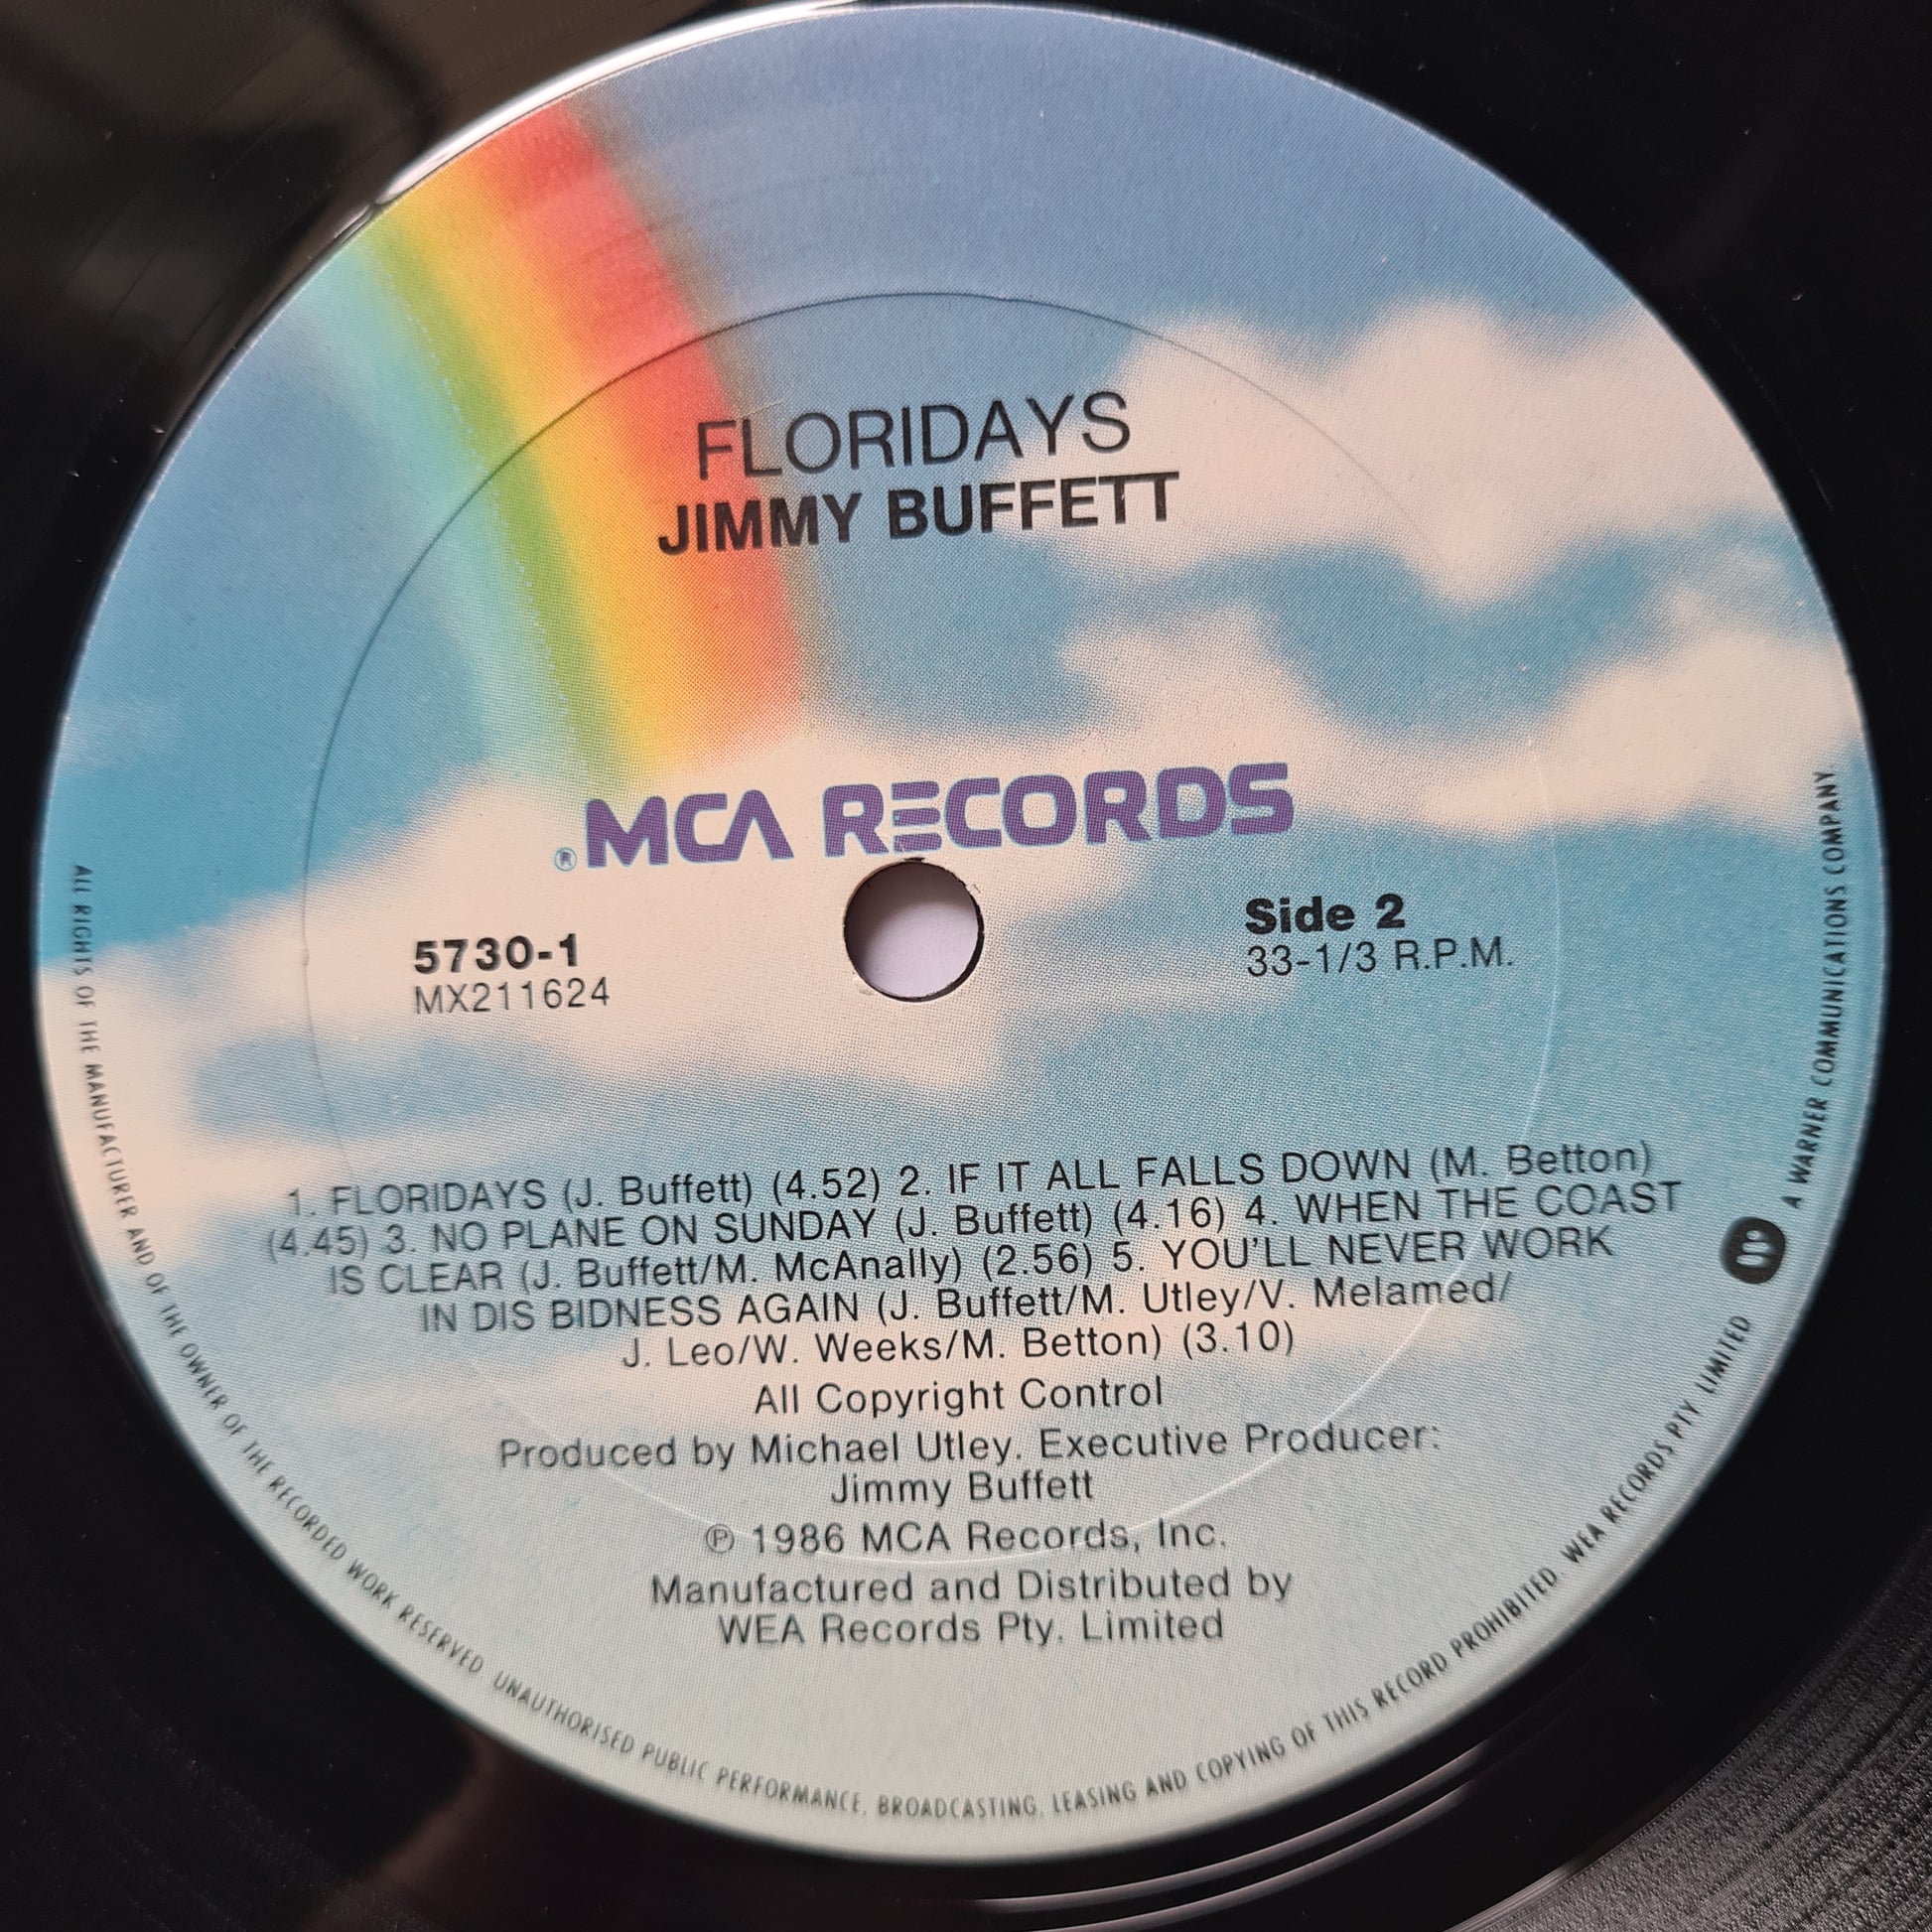 FLORIDAYS
JIMMY BUFFETT
® MCA RECORDS
5730-1
MX211624
Side 2
33-1/3 R.P.M.
1. FLORIDAYS (J. Buffett) (4.52) 2. IF IT ALL FALLS DOWN (M. Betton)
(4.45) 3. NO PLANE ON SUNDAY (J. Buffett) (4.16) 4. WHEN THE COAST
IS CLEAR (J. Buffett/M. McAnally) (2.56) 5. YOU'LL NEVER WORK
IN DIS BIDNESS AGAIN (J. Buffett/M. Utley/V. Melamed/
J. Leo/W. Weeks/M. Betton) (3.10)
All Copyright Control
Produced by Michael Utley. Executive Producer:
Jimmy Buffett
℗ 1986 MCA Records, Inc.
Manufactured and Distributed by
WEA Records Pty. Limited
ALL RIGHTS OF THE MANUFACTURER AND OF THE OWNER OF THE RECORDED WORK RESERVED. UNAUTHORISED PUBLIC PERFORMANCE, BROADCASTING, LEASING AND COPYING OF THIS RECORD PROHIBITED. WEA RECORDS PTY. LIMITED A WARNER COMMUNICATIONS COMPANY.